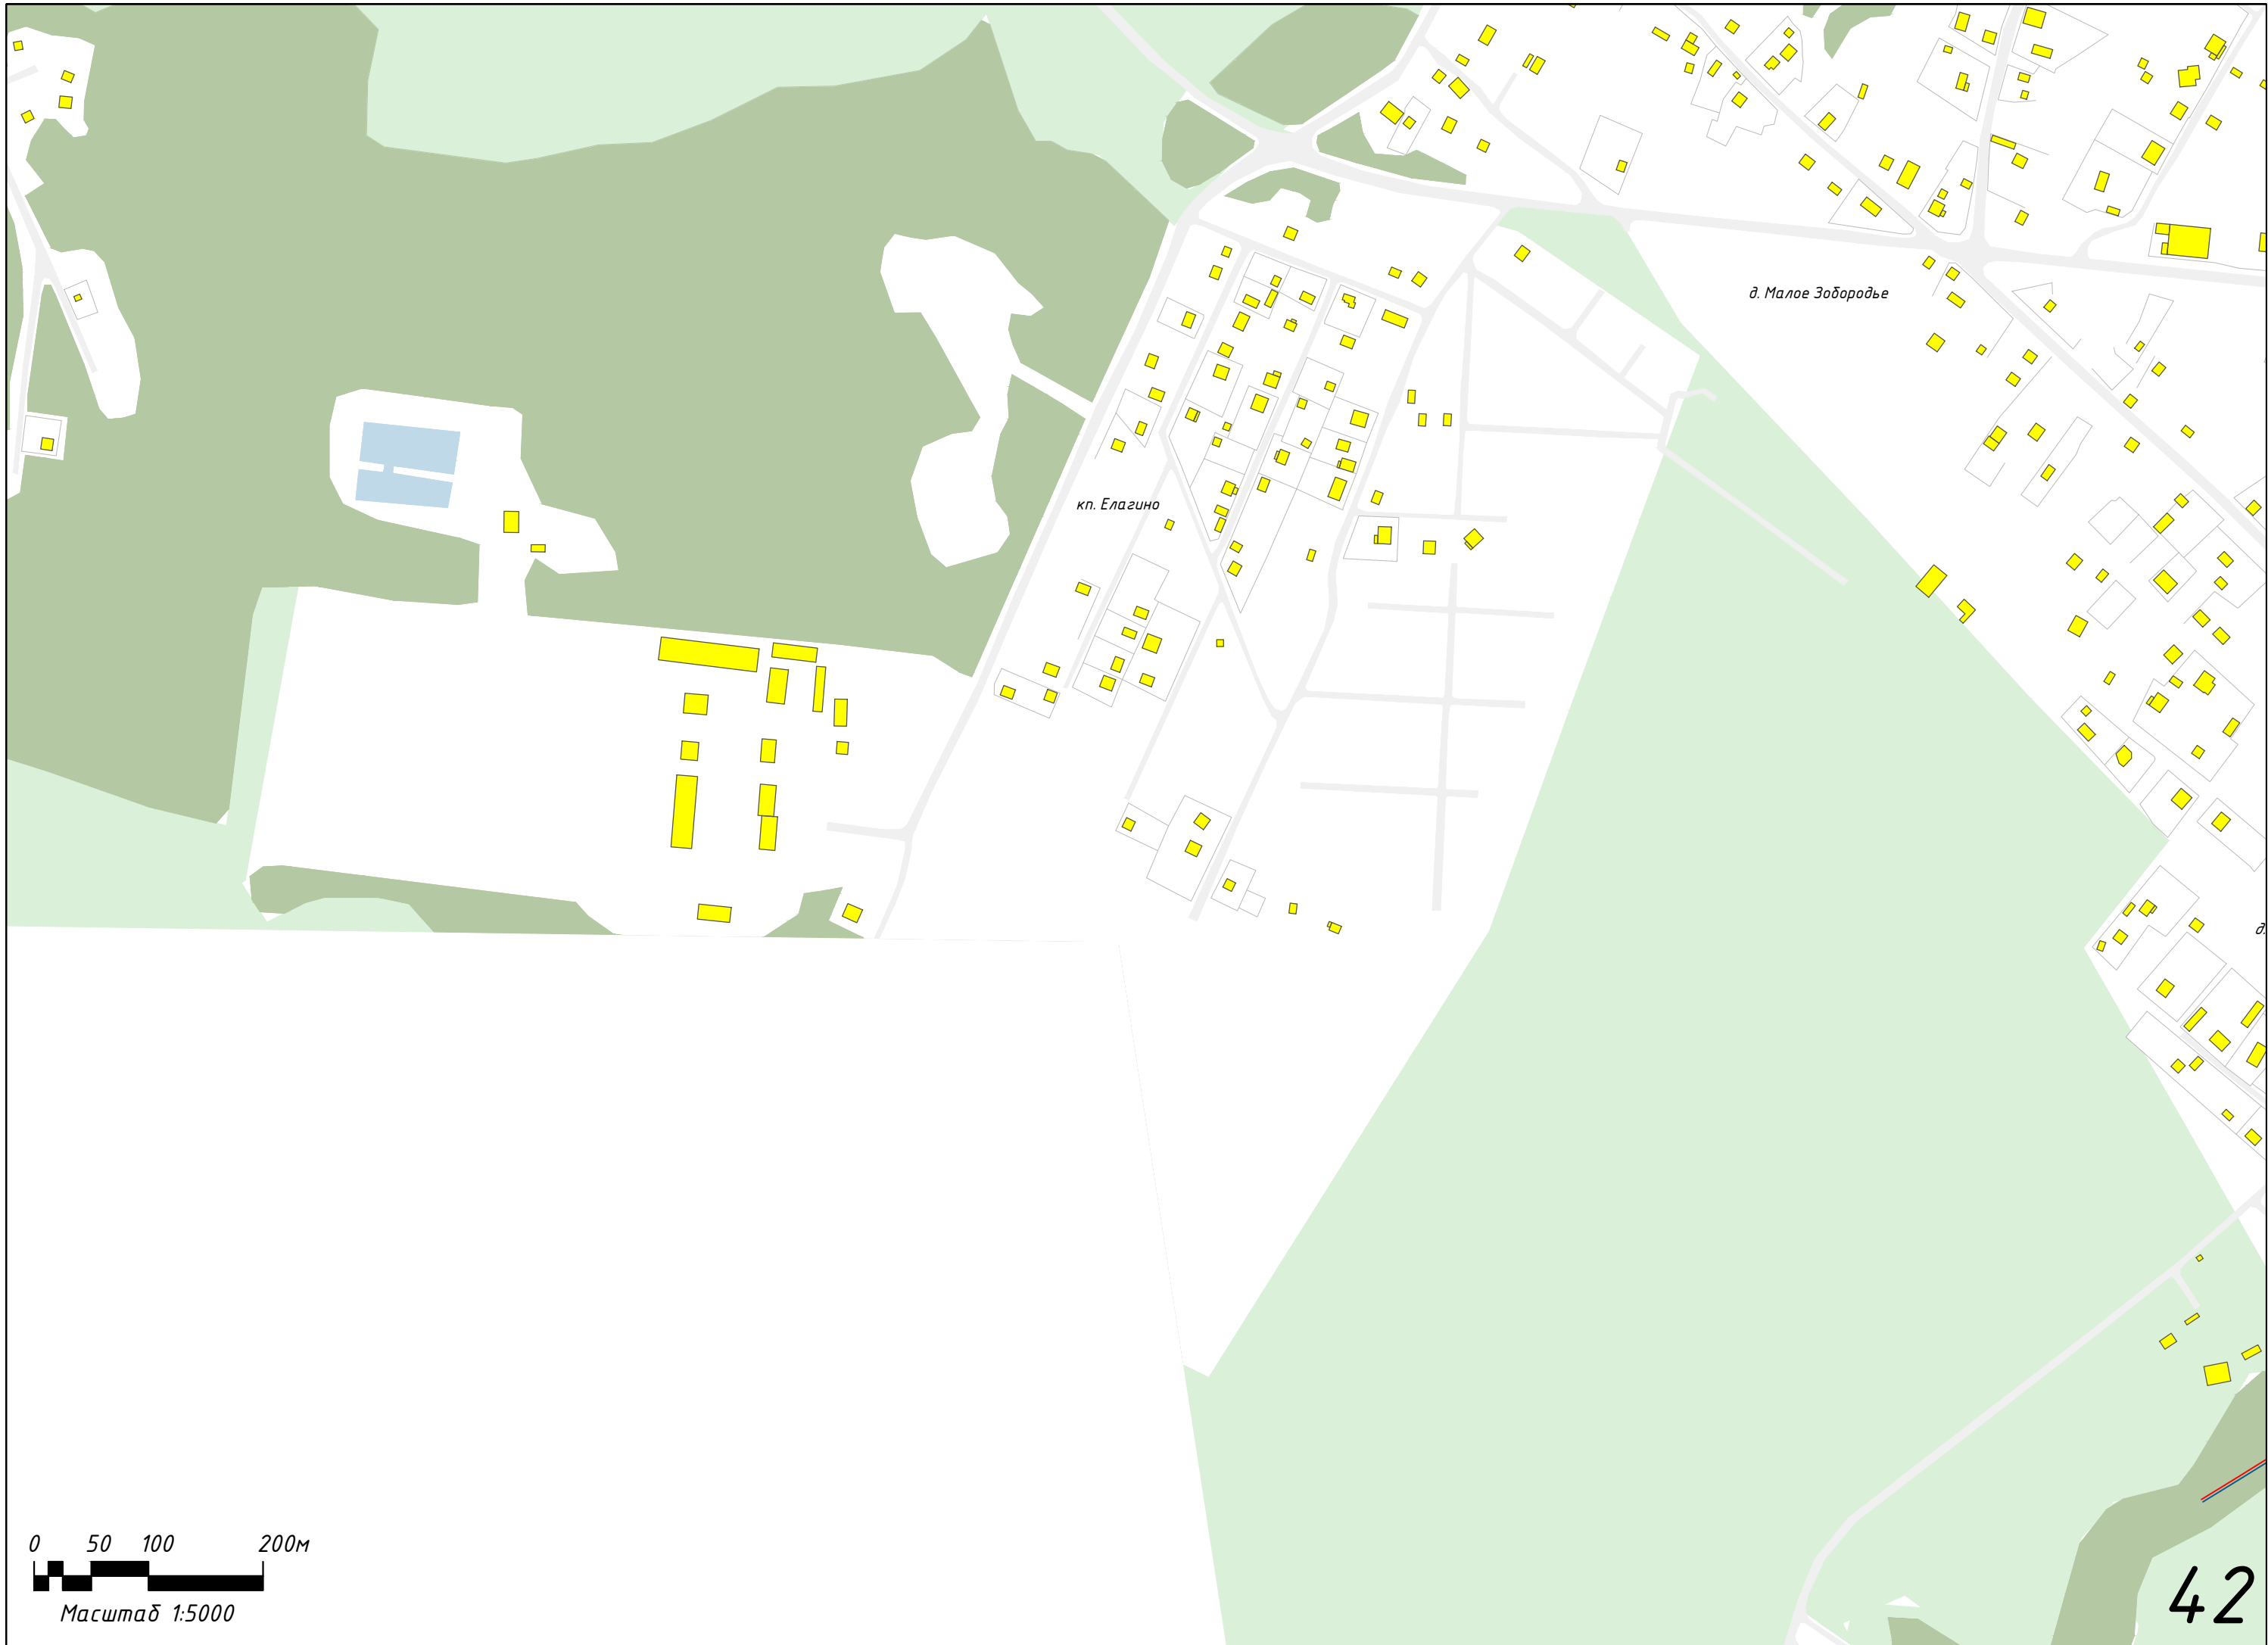 д. Малое Зобородье
кп. Елагино
д.
0 50 100 200м
Масштаб 1:5000
42